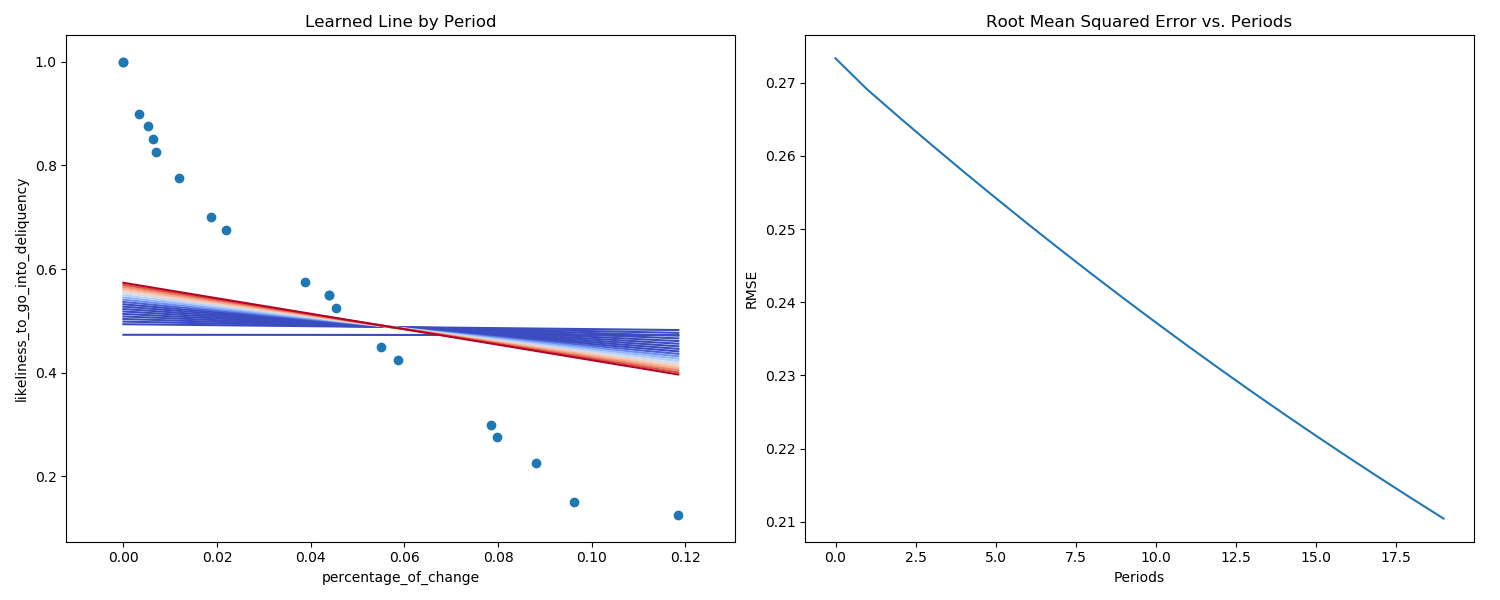 Learned Line by Period
likeliness_to_go_into_deliquency
1.0
0.8
0.6
0.4
0.2
0.00 0.02 0.04 0.06 0.08 0.10 0.12
percentage_of_change
Root Mean Squared Error vs. Periods
RMSE
0.27
0.26
0.25
0.24
0.23
0.22
0.21
0.0 2.5 5.0 7.5 10.0 12.5 15.0 17.5
Periods